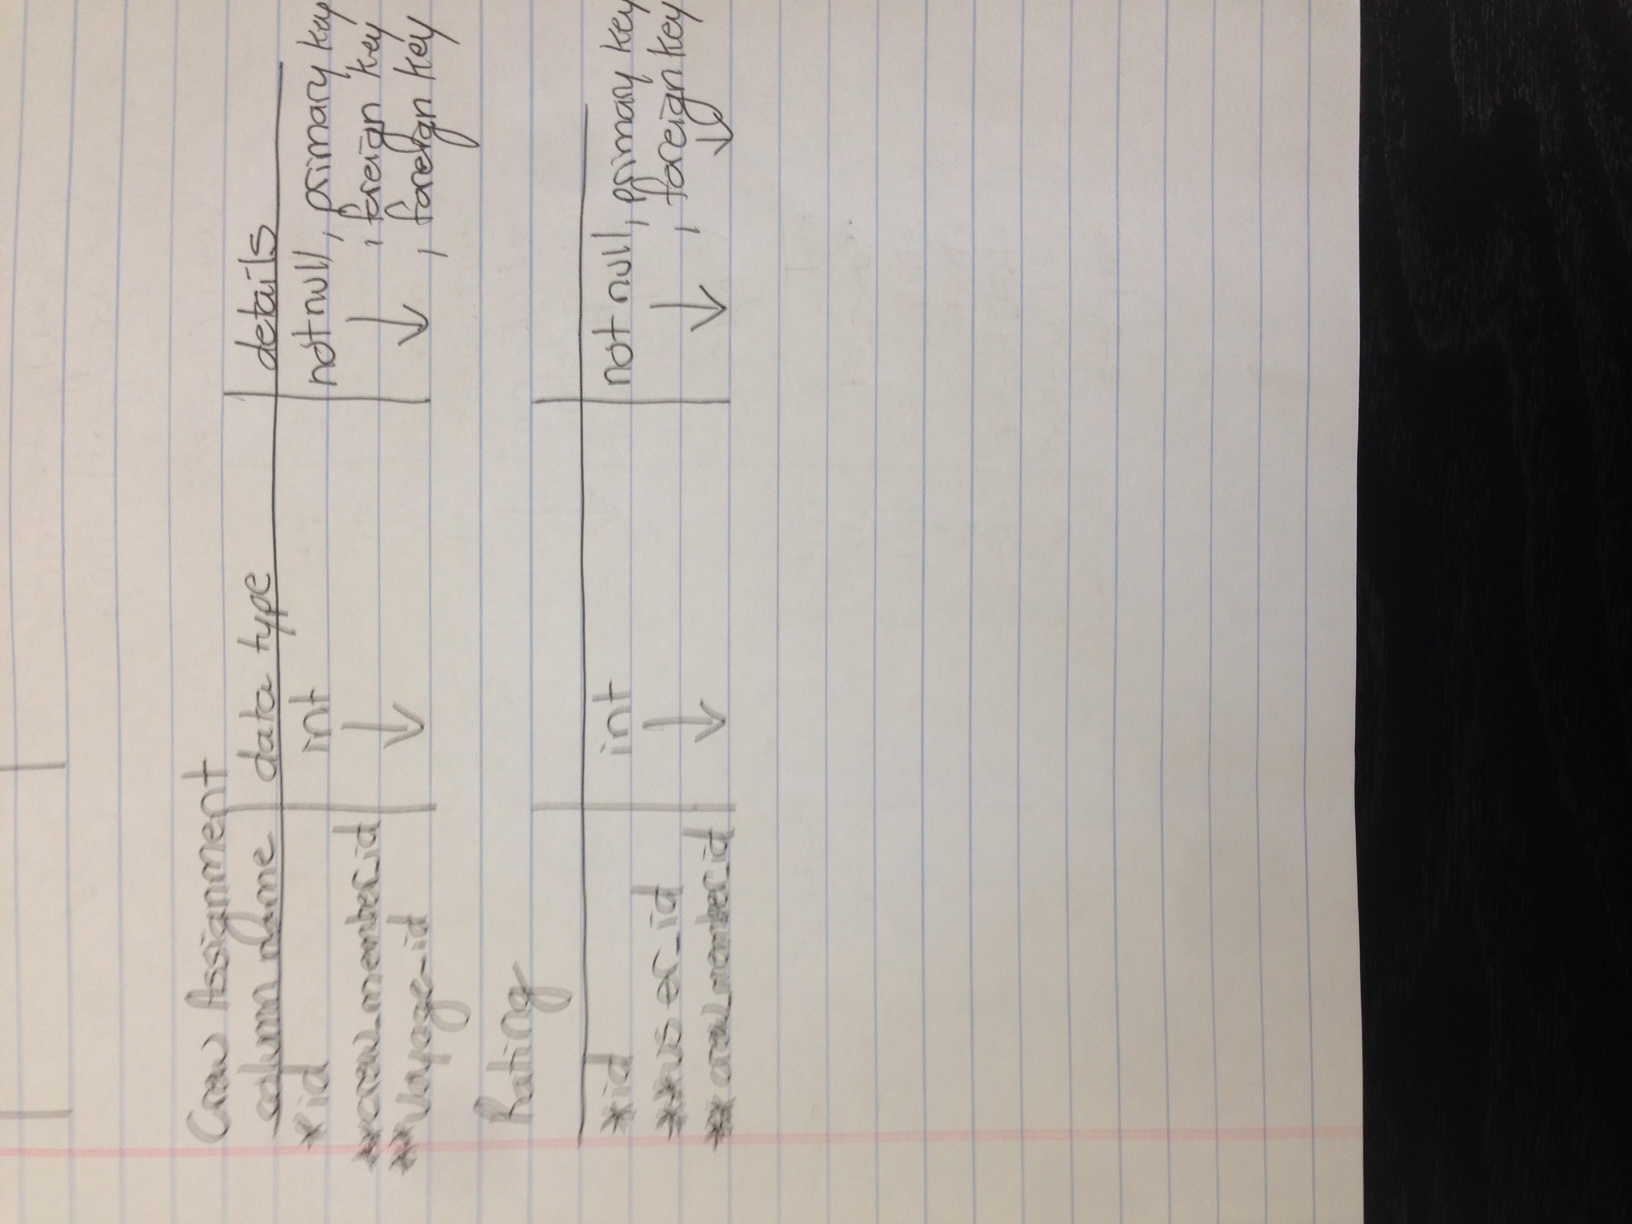 Crew Assignment
column name data type details
*id int not null, primary key
**crew_member_id , foreign key
**voyage_id , foreign key
Rating
*id int not null, primary key
**user_id , foreign key
**crew_member_id